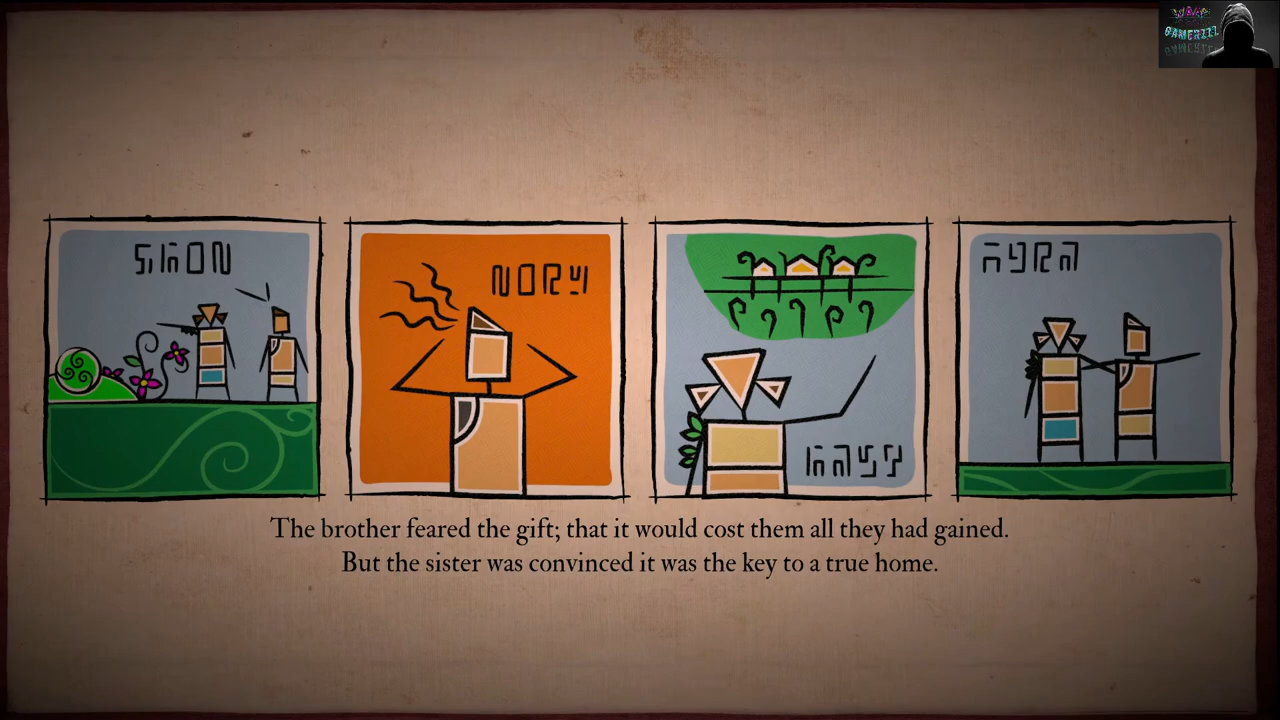 GAMERZZZ
The brother feared the gift; that it would cost them all they had gained.
But the sister was convinced it was the key to a true home.